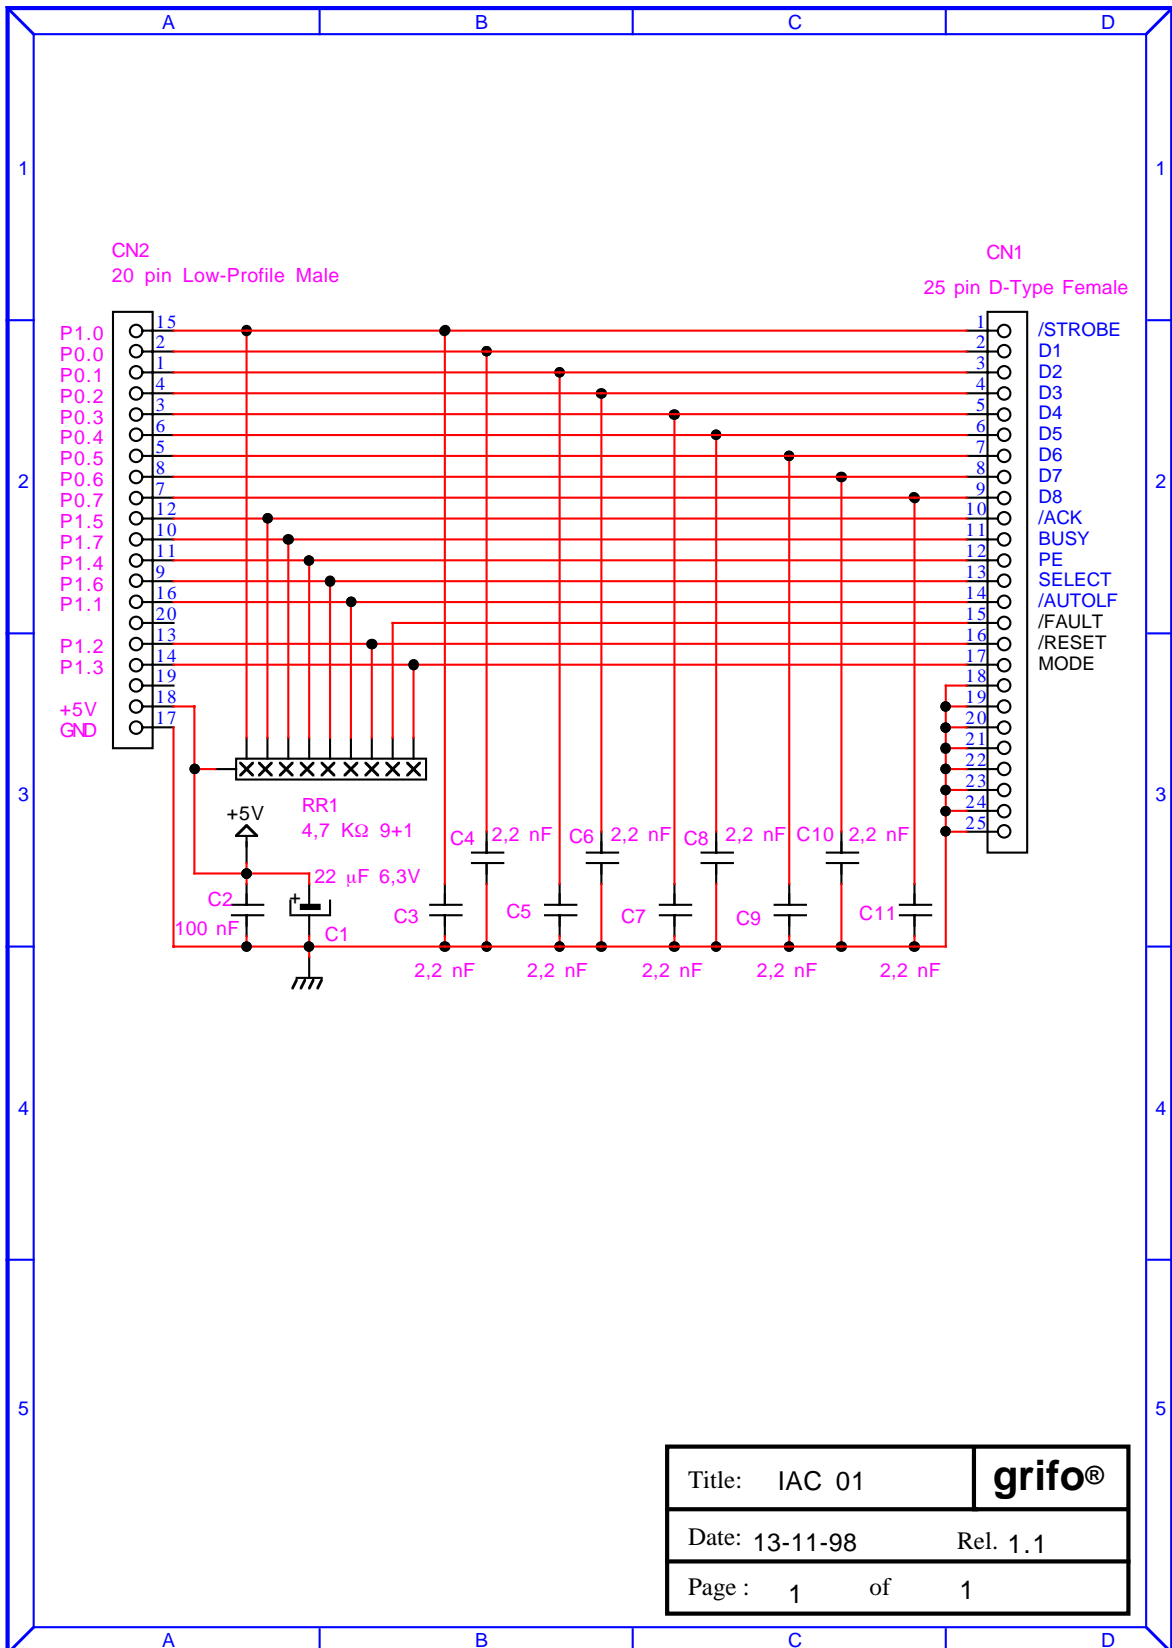 A B C D
1 1
CN2
20 pin Low-Profile Male
CN1
25 pin D-Type Female
P1.0 15 1 /STROBE
P0.0 2 2 D1
P0.1 1 3 D2
P0.2 4 4 D3
P0.3 3 5 D4
P0.4 6 6 D5
P0.5 5 7 D6
2 P0.6 8 8 D7 2
P0.7 7 9 D8
P1.5 12 10 /ACK
P1.7 10 11 BUSY
P1.4 11 12 PE
P1.6 9 13 SELECT
P1.1 16 14 /AUTOLF
20 15 /FAULT
P1.2 13 16 /RESET
P1.3 14 17 MODE
19 18
+5V 18 19
GND 17 20
21
22
23
24
25
3 3
RR1
4,7 KΩ 9+1
+5V
C4 2,2 nF C6 2,2 nF C8 2,2 nF C10 2,2 nF
22 µF 6,3V
+
C2
100 nF
C1
C3 C5 C7 C9 C11
2,2 nF 2,2 nF 2,2 nF 2,2 nF 2,2 nF
4 4
5 5
Title: IAC 01 grifo®
Date: 13-11-98 Rel. 1.1
Page : 1 of 1
A B C D